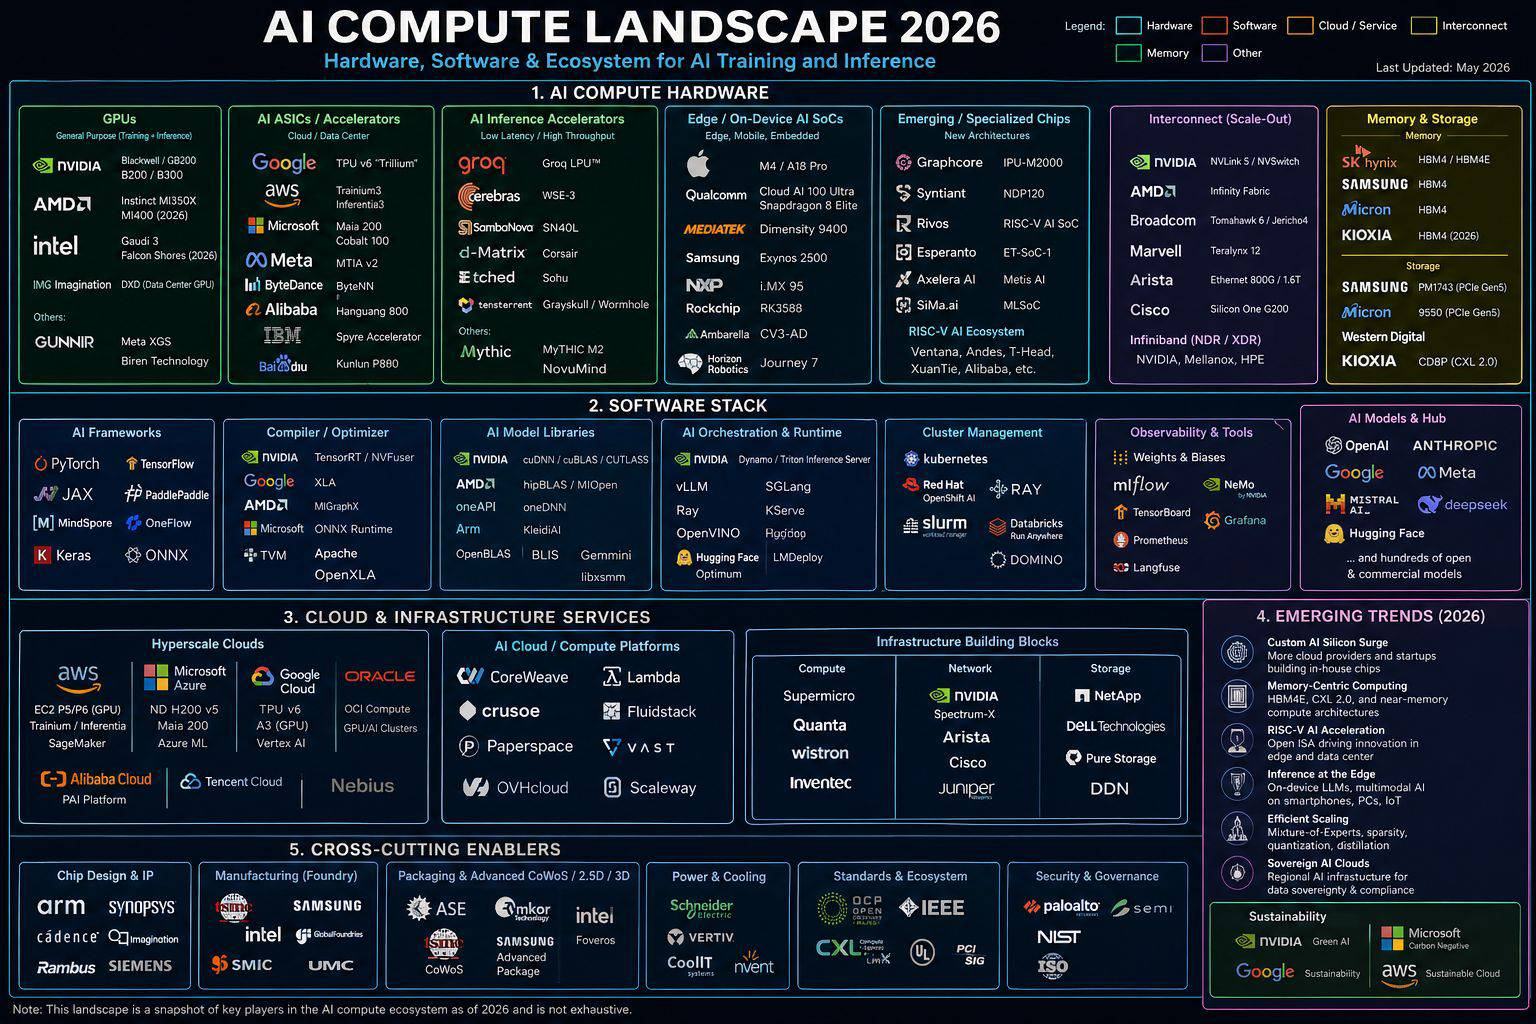 AI COMPUTE LANDSCAPE 2026
Hardware, Software & Ecosystem for AI Training and Inference
Legend: Hardware Software Cloud / Service Interconnect
Memory Other
Last Updated: May 2026
1. AI COMPUTE HARDWARE
GPUs
General Purpose (Training + Inference)
NVIDIA
Blackwell / GB200
B200 / B300
AMD
Instinct MI350X
MI400 (2026)
intel
Gaudi 3
Falcon Shores (2026)
IMG Imagination DXD (Data Center GPU)
Others:
GUNNIR Meta XGS
Biren Technology
AI ASICs / Accelerators
Cloud / Data Center
Google TPU v6 "Trillium"
aws
Trainium3
Inferentia3
Microsoft
Maia 200
Cobalt 100
Meta MTIA v2
ByteDance ByteNN
Alibaba Hanguang 800
IBM Spyre Accelerator
Kunlun P880
AI Inference Accelerators
Low Latency / High Throughput
groq Groq LPU™
cerebras WSE-3
SambaNova SN40L
d-Matrix Corsair
Etched Sohu
tensterrent Grayskull / Wormhole
Others:
Mythic MyTHIC M2
NovuMind
Edge / On-Device AI SoCs
Edge, Mobile, Embedded
M4 / A18 Pro
Qualcomm
Cloud AI 100 Ultra
Snapdragon 8 Elite
MEDIATEK Dimensity 9400
Samsung Exynos 2500
NXP i.MX 95
Rockchip RK3588
Ambarella CV3-AD
Horizon
Robotics
Journey 7
Emerging / Specialized Chips
New Architectures
Graphcore IPU-M2000
Syntiant NDP120
Rivos RISC-V AI SoC
Esperanto ET-SoC-1
Axelera AI Metis AI
SiMa.ai MLSoC
RISC-V AI Ecosystem
Ventana, Andes, T-Head,
XuanTie, Alibaba, etc.
Interconnect (Scale-Out)
NVIDIA NVLink 5 / NVSwitch
AMD Infinity Fabric
Broadcom Tomahawk 6 / Jericho4
Marvell Teralynx 12
Arista Ethernet 800G / 1.6T
Cisco Silicon One G200
Infiniband (NDR / XDR)
NVIDIA, Mellanox, HPE
Memory & Storage
Memory
SK hynix HBM4 / HBM4E
SAMSUNG HBM4
Micron HBM4
KIOXIA HBM4 (2026)
Storage
SAMSUNG PM1743 (PCIe Gen5)
Micron 9550 (PCIe Gen5)
Western Digital
KIOXIA CD8P (CXL 2.0)
2. SOFTWARE STACK
AI Frameworks
PyTorch TensorFlow
JAX PaddlePaddle
[M] MindSpore OneFlow
K Keras ONNX
Compiler / Optimizer
NVIDIA TensorRT / NVFuser
Google XLA
AMD MIGraphX
Microsoft ONNX Runtime
TVM Apache
OpenXLA
AI Model Libraries
NVIDIA cuDNN / cuBLAS / CUTLASS
AMD hipBLAS / MIOpen
oneAPI oneDNN
Arm KleidiAI
OpenBLAS BLIS Gemmini
libxsmm
AI Orchestration & Runtime
NVIDIA Dynamo / Triton Inference Server
vLLM SGLang
Ray KServe
OpenVINO
Hugging Face LMDeploy
Optimum
Cluster Management
kubernetes
Red Hat
OpenShift AI
RAY
slurm
Databricks
Run Anywhere
DOMINO
Observability & Tools
Weights & Biases
mlflow
NeMo
by NVIDIA
TensorBoard Grafana
Prometheus
Langfuse
AI Models & Hub
OpenAI ANTHROPIC
Google Meta
MISTRAL
AI_
deepseek
Hugging Face
... and hundreds of open
& commercial models
3. CLOUD & INFRASTRUCTURE SERVICES
Hyperscale Clouds
aws
EC2 P5/P6 (GPU)
Trainium / Inferentia
SageMaker
Microsoft
Azure
ND H200 v5
Maia 200
Azure ML
Google
Cloud
TPU v6
A3 (GPU)
Vertex AI
ORACLE
OCI Compute
GPU/AI Clusters
Alibaba Cloud
PAI Platform
Tencent Cloud
Nebius
AI Cloud / Compute Platforms
CoreWeave Lambda
crusoe Fluidstack
Paperspace VAST
OVHcloud Scaleway
Infrastructure Building Blocks
Compute
Supermicro
Quanta
wistron
Inventec
Network
NVIDIA
Spectrum-X
Arista
Cisco
JUNIPER
Storage
NetApp
DELL Technologies
Pure Storage
DDN
4. EMERGING TRENDS (2026)
Custom AI Silicon Surge
More cloud providers and startups
building in-house chips
Memory-Centric Computing
HBM4E, CXL 2.0, and near-memory
compute architectures
RISC-V AI Acceleration
Open ISA driving innovation in
edge and data center
Inference at the Edge
On-device LLMs, multimodal AI
on smartphones, PCs, IoT
Efficient Scaling
Mixture-of-Experts, sparsity,
quantization, distillation
Sovereign AI Clouds
Regional AI infrastucture for
data sovereignty & compliance
Sustainability
NVIDIA Green AI
Microsoft
Carbon Negative
Google Sustainability
aws Sustainable Cloud
5. CROSS-CUTTING ENABLERS
Chip Design & IP
arm SYNOPSYS
cādence Imagination
Rambus SIEMENS
Manufacturing (Foundry)
SAMSUNG
intel GlobalFoundries
SMIC UMC
Packaging & Advanced CoWoS / 2.5D / 3D
ASE
Amkor
Technology
intel
Foveros
CoWoS
SAMSUNG
Advanced
Package
Power & Cooling
Schneider
Electric
VERTIV
CoolIT
systems
nvent
Standards & Ecosystem
OCP
OPEN
IEEE
CXL
UL
PCI
SIG
Security & Governance
paloalto semi
NIST
ISO
Note: This landscape is a snapshot of key players in the AI compute ecosystem as of 2026 and is not exhaustive.